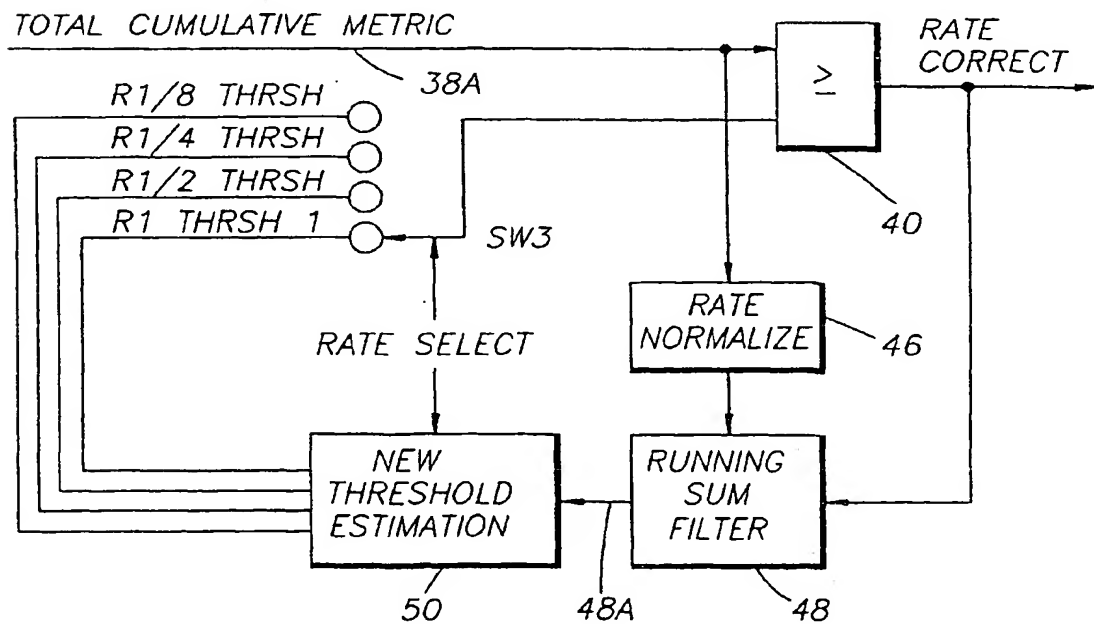 TOTAL CUMULATIVE METRIC
RATE
CORRECT
≥
38A
R1/8 THRSH
R1/4 THRSH
R1/2 THRSH
R1 THRSH 1
SW3
40
RATE SELECT
RATE
NORMALIZE
46
NEW
THRESHOLD
ESTIMATION
RUNNING
SUM
FILTER
50
48A
48